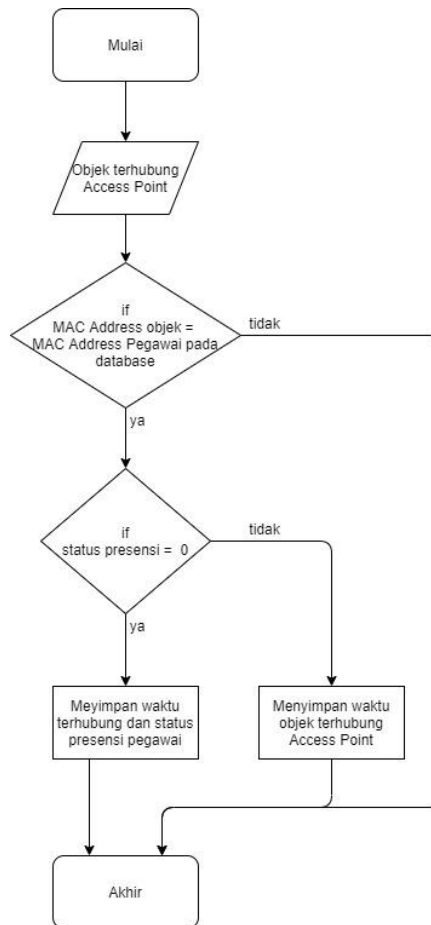 Mulai
Objek terhubung
Access Point
if
MAC Address objek =
MAC Address Pegawai pada
database
tidak
ya
if
status presensi = 0
tidak
ya
Meyimpan waktu
terhubung dan status
presensi pegawai
Menyimpan waktu
objek terhubung
Access Point
Akhir